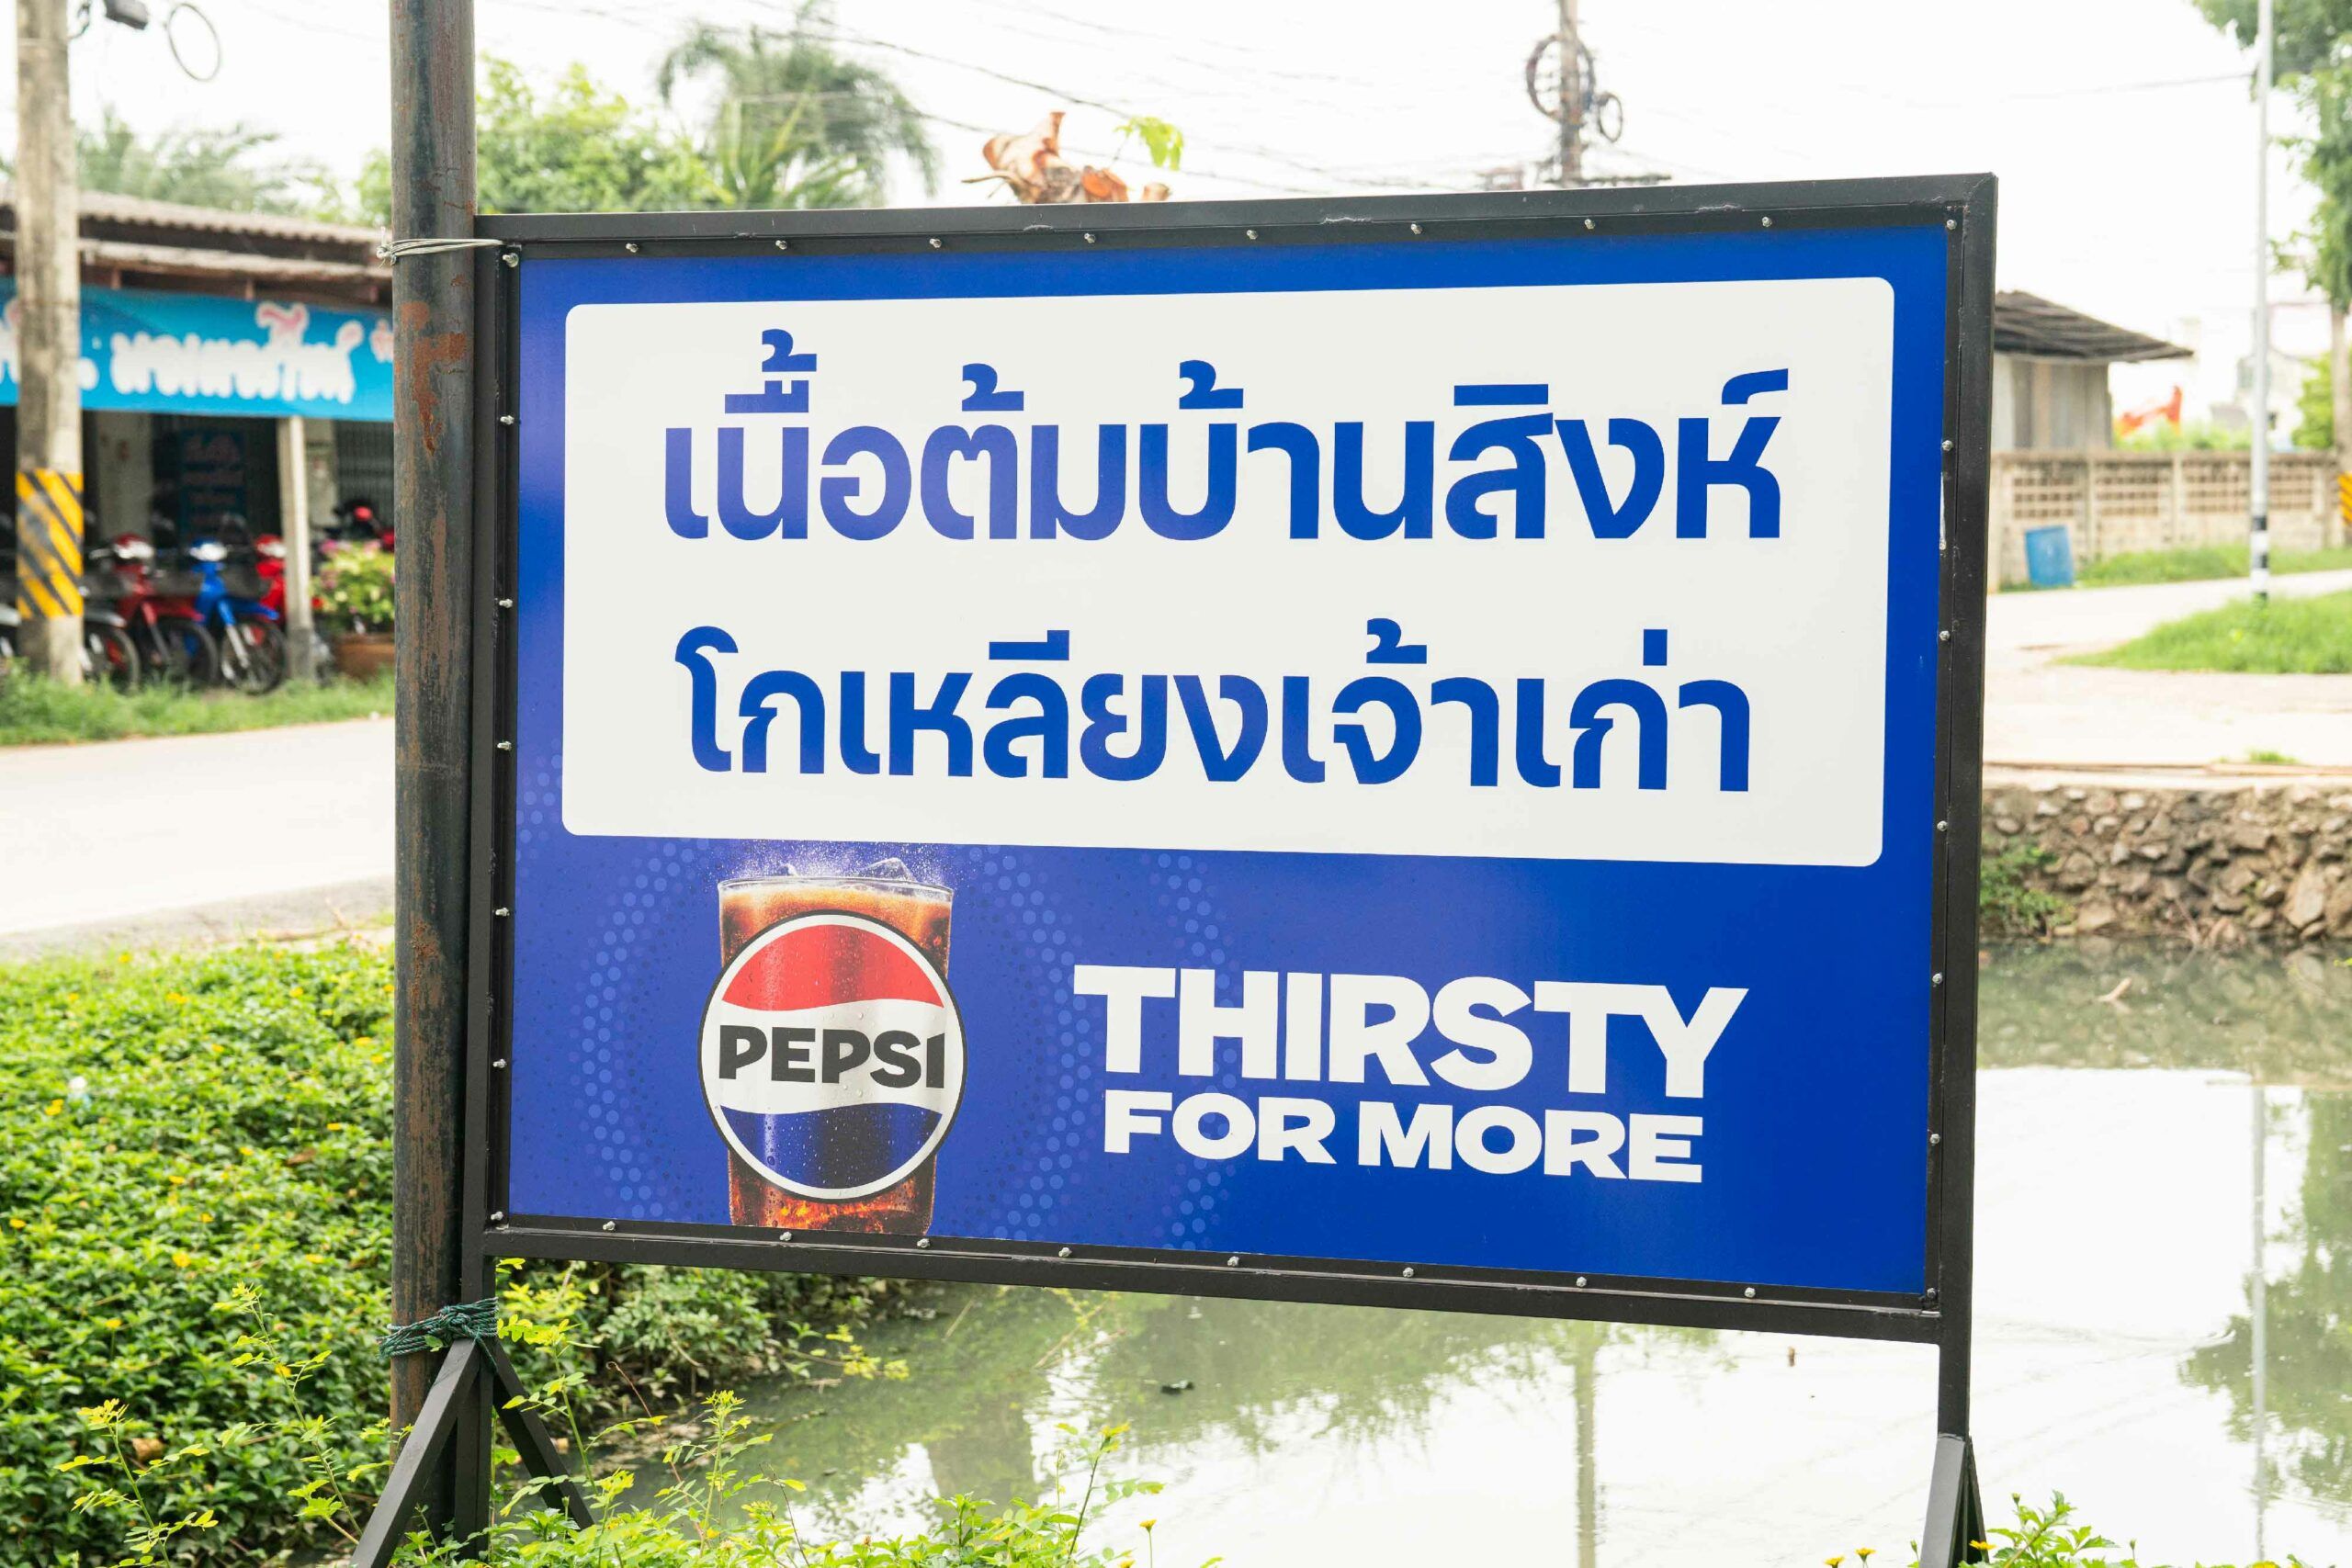 เนื้อต้มบ้านสิงห์
โกเหลียงเจ้าเก่า
PEPSI
THIRSTY
FOR MORE